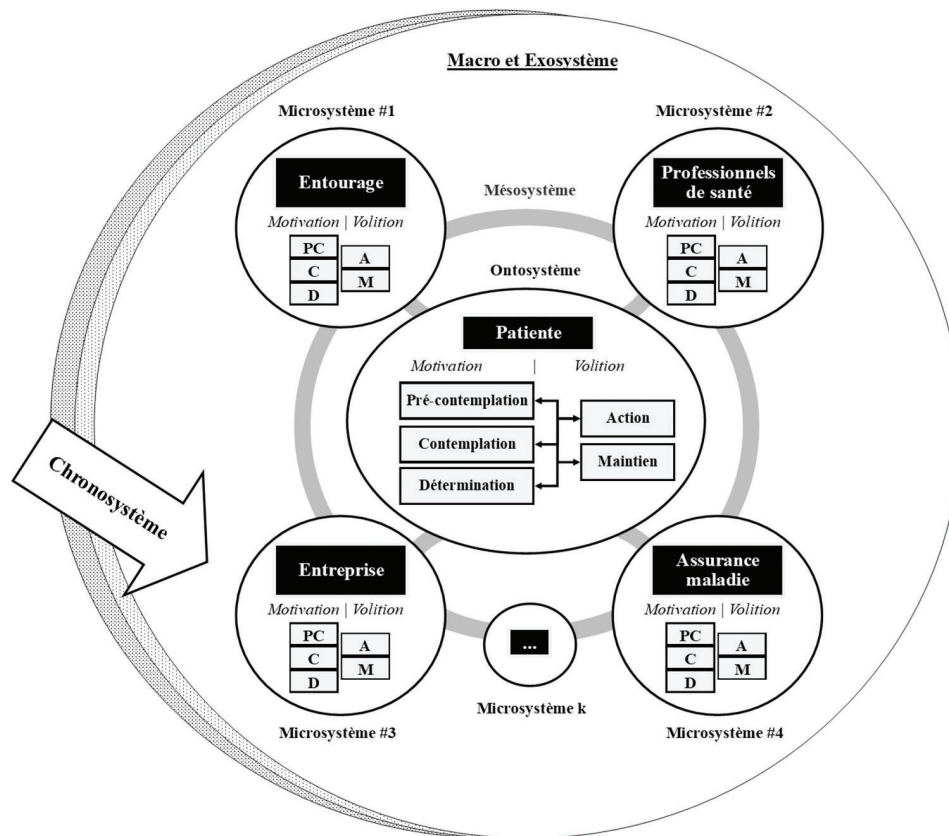 Macro et Exosystème
Microsystème #1
Microsystème #2
Entourage
Motivation | Volition
PC
C
D
A
M
Professionnels
de santé
Motivation | Volition
PC
C
D
A
M
Mésosystème
Ontosystème
Patiente
Motivation | Volition
Pré-contemplation
Contemplation
Détermination
Action
Maintien
Chronosystème
Entreprise
Motivation | Volition
PC
C
D
A
M
Assurance
maladie
Motivation | Volition
PC
C
D
A
M
...
Microsystème k
Microsystème #3
Microsystème #4